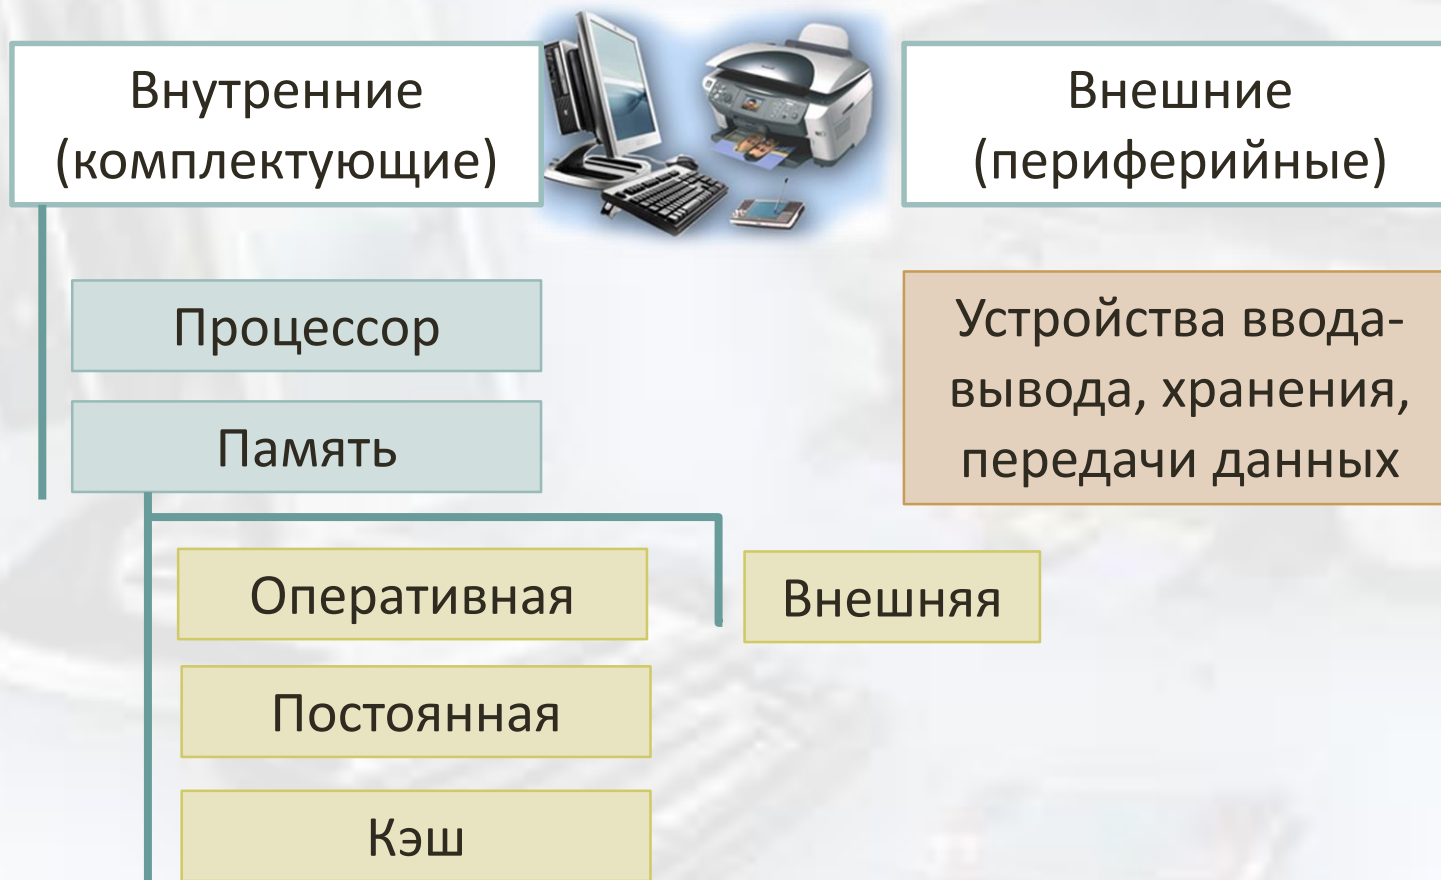 Внутренние
(комплектующие)
Внешние
(периферийные)
Процессор
Память
Устройства ввода-
вывода, хранения,
передачи данных
Оперативная
Внешняя
Постоянная
Кэш